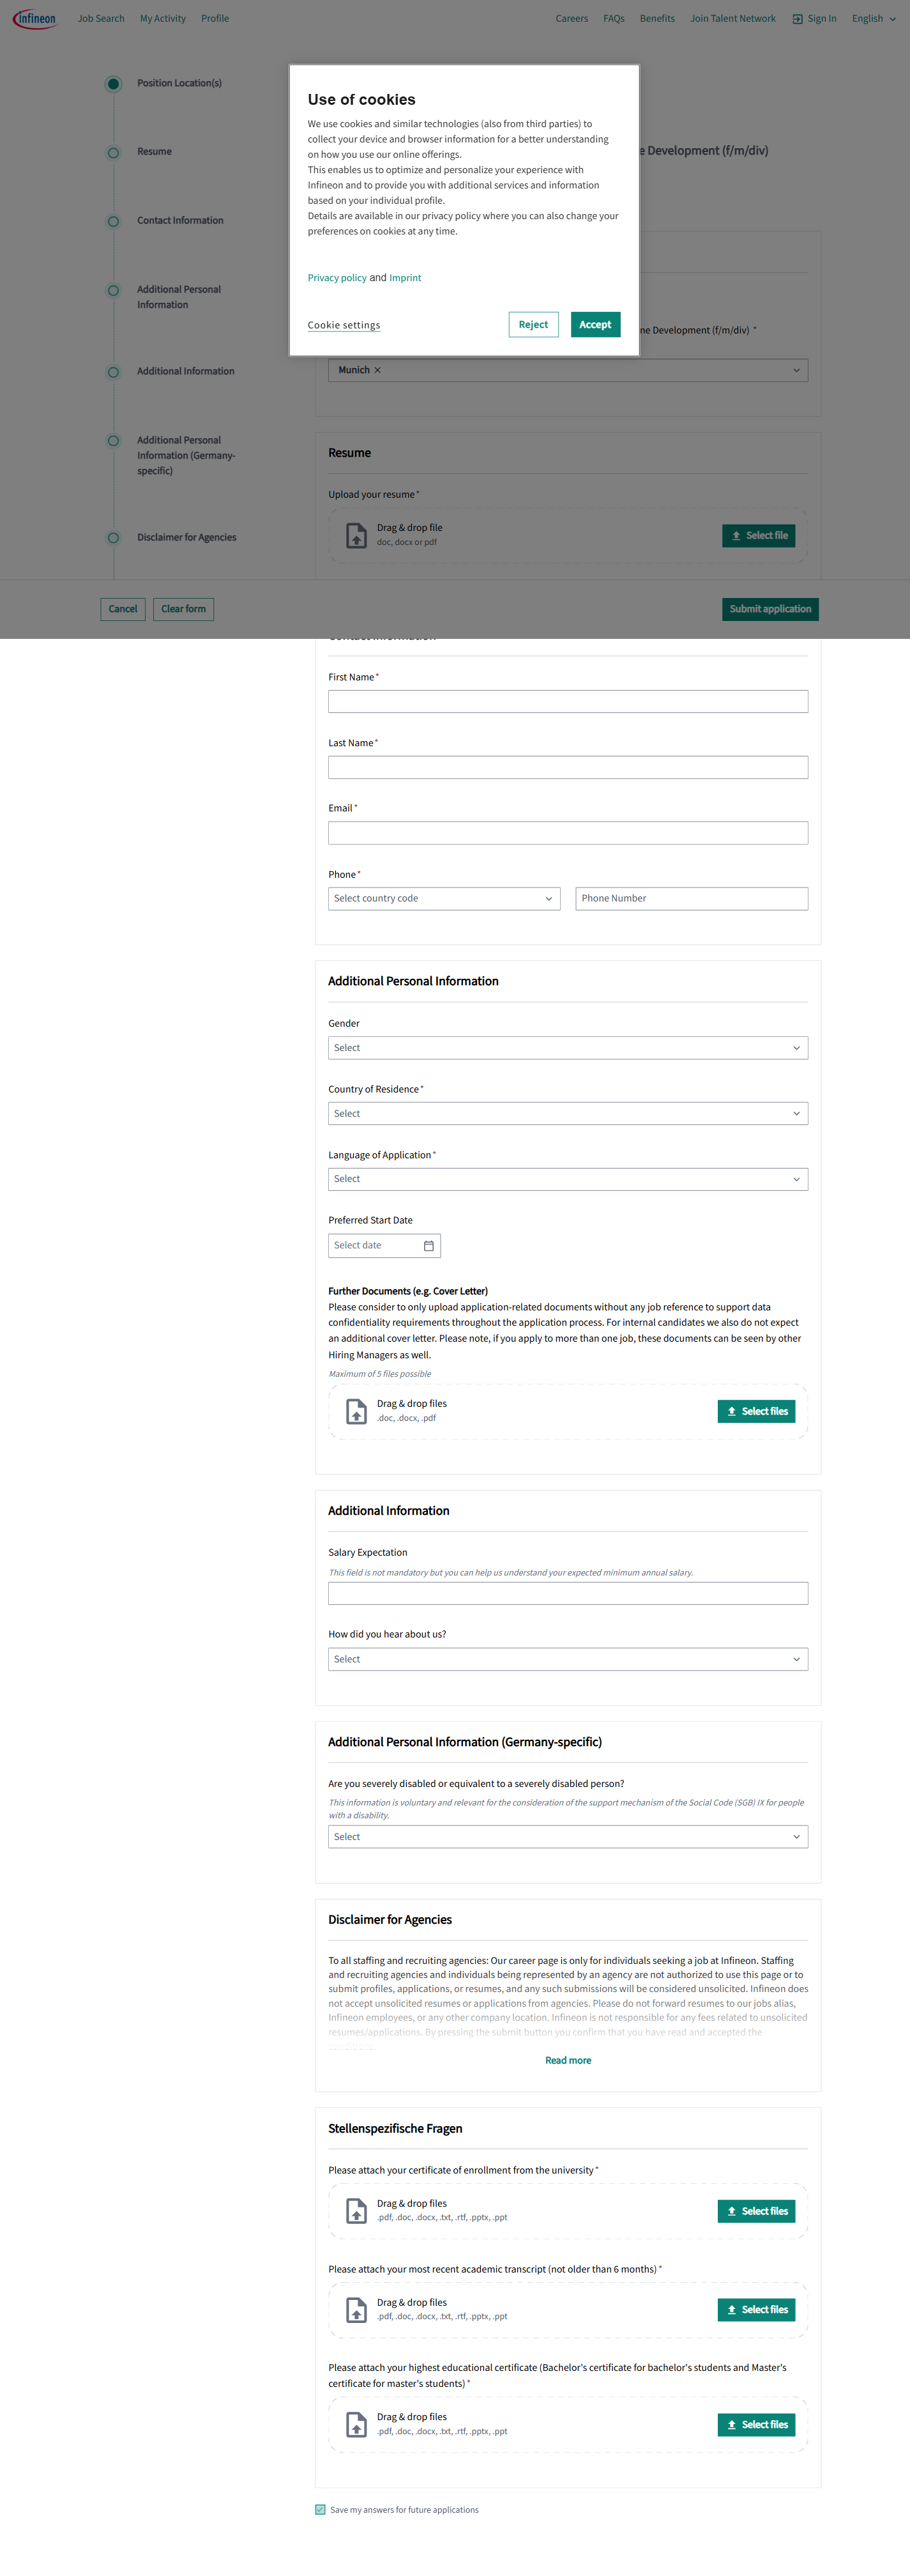 infineon
Job Search
My Activity
Profile
Careers
FAQs
Benefits
Join Talent Network
Sign In
English
Position Location(s)
Resume
Contact Information
Additional Personal
Information
Additional Information
Additional Personal
Information (Germany-
specific)
Disclaimer for Agencies
Use of cookies
We use cookies and similar technologies (also from third parties) to
collect your device and browser information for a better understanding
on how you use our online offerings.
This enables us to optimize and personalize your experience with
Infineon and to provide you with additional services and information
based on your individual profile.
Details are available in our privacy policy where you can also change your
preferences on cookies at any time.
Privacy policy and Imprint
Cookie settings
Reject
Accept
e Development (f/m/div)
ne Development (f/m/div) *
Munich ×
Resume
Upload your resume *
Drag & drop file
doc, docx or pdf
Select file
Cancel
Clear form
Submit application
Contact Information
First Name *
Last Name *
Email *
Phone *
Select country code
Phone Number
Additional Personal Information
Gender
Select
Country of Residence *
Select
Language of Application *
Select
Preferred Start Date
Select date
Further Documents (e.g. Cover Letter)
Please consider to only upload application-related documents without any job reference to support data
confidentiality requirements throughout the application process. For internal candidates we also do not expect
an additional cover letter. Please note, if you apply to more than one job, these documents can be seen by other
Hiring Managers as well.
Maximum of 5 files possible
Drag & drop files
.doc, .docx, .pdf
Select files
Additional Information
Salary Expectation
This field is not mandatory but you can help us understand your expected minimum annual salary.
How did you hear about us?
Select
Additional Personal Information (Germany-specific)
Are you severely disabled or equivalent to a severely disabled person?
This information is voluntary and relevant for the consideration of the support mechanism of the Social Code (SGB) IX for people
with a disability.
Select
Disclaimer for Agencies
To all staffing and recruiting agencies: Our career page is only for individuals seeking a job at Infineon. Staffing
and recruiting agencies and individuals being represented by an agency are not authorized to use this page or to
submit profiles, applications, or resumes, and any such submissions will be considered unsolicited. Infineon does
not accept unsolicited resumes or applications from agencies. Please do not forward resumes to our jobs alias,
Infineon employees, or any other company location. Infineon is not responsible for any fees related to unsolicited
resumes/applications. By pressing the submit button you confirm that you have read and accepted the
Read more
Stellenspezifische Fragen
Please attach your certificate of enrollment from the university *
Drag & drop files
.pdf, .doc, .docx, .txt, .rtf, .pptx, .ppt
Select files
Please attach your most recent academic transcript (not older than 6 months) *
Drag & drop files
.pdf, .doc, .docx, .txt, .rtf, .pptx, .ppt
Select files
Please attach your highest educational certificate (Bachelor's certificate for bachelor's students and Master's
certificate for master's students) *
Drag & drop files
.pdf, .doc, .docx, .txt, .rtf, .pptx, .ppt
Select files
Save my answers for future applications